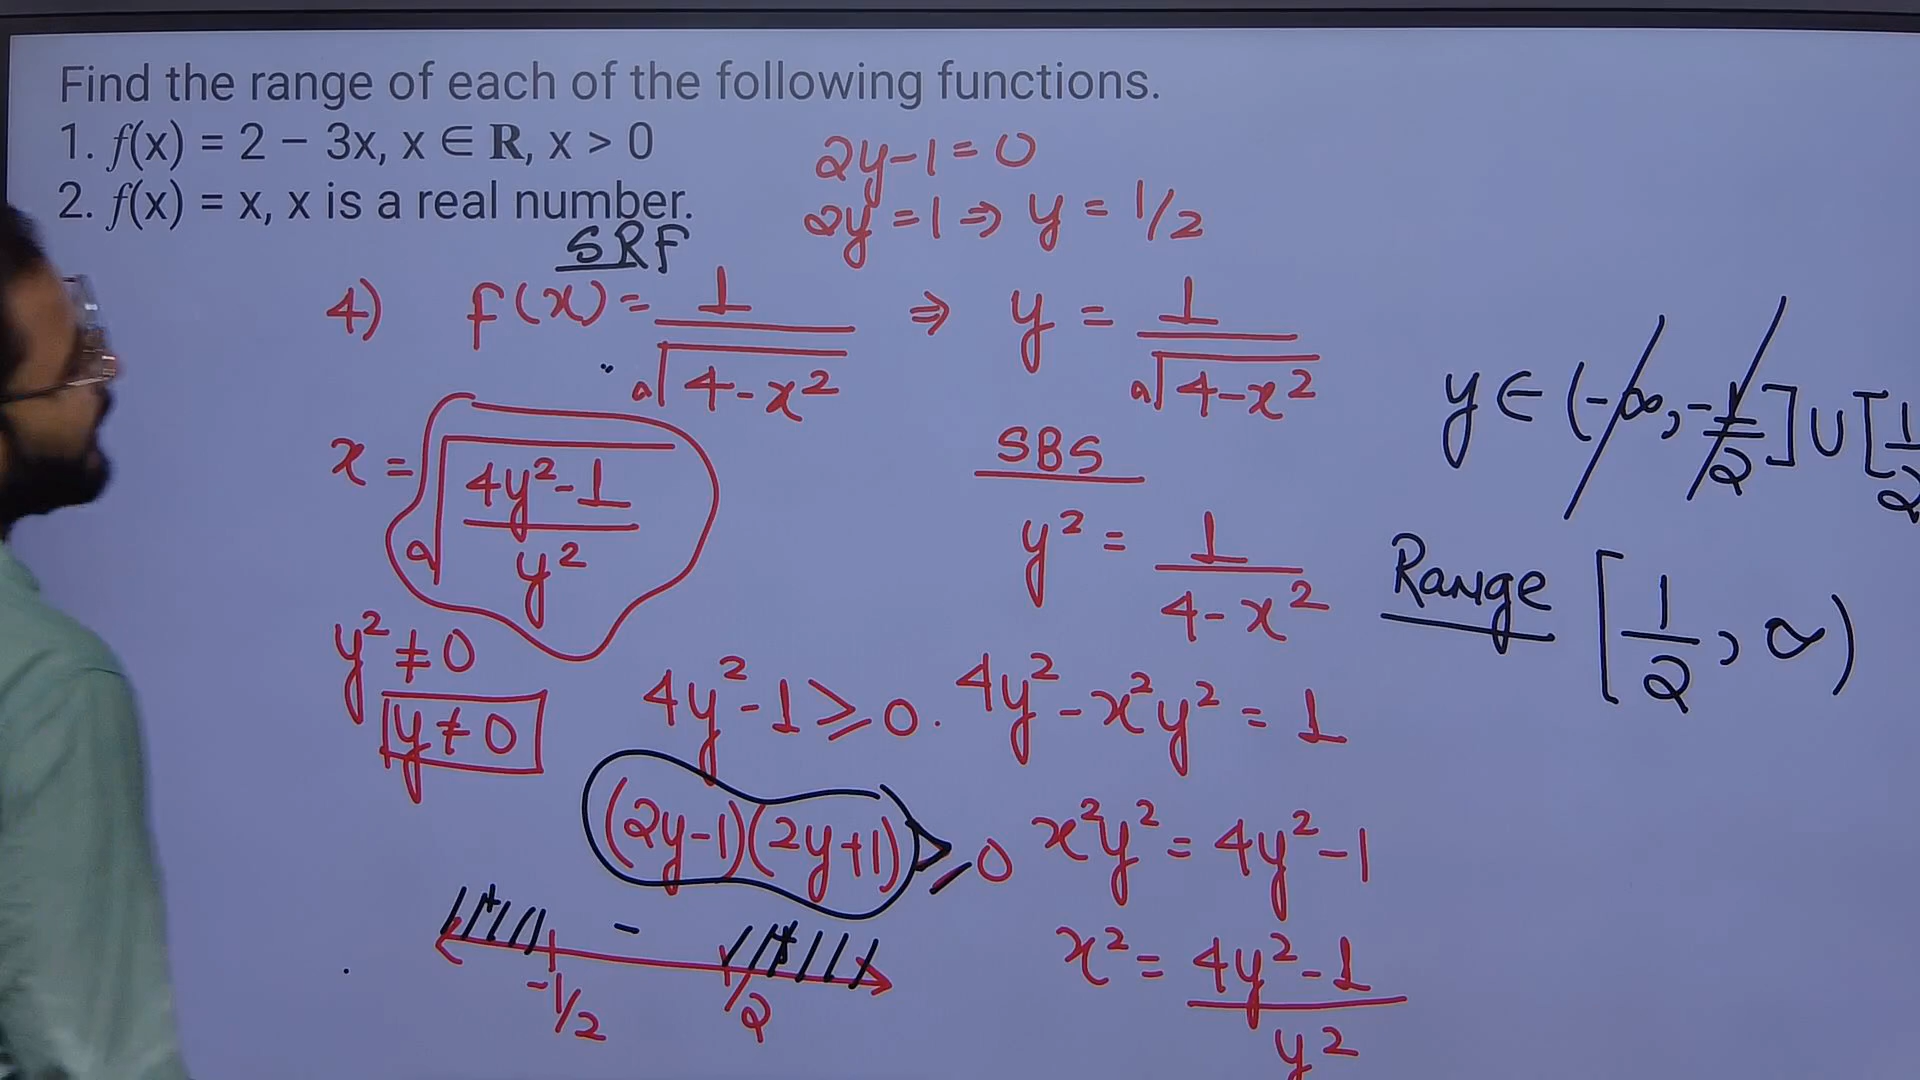 Find the range of each of the following functions.
1. f(x) = 2 – 3x, x ∈ R, x > 0
2. f(x) = x, x is a real number.
2y-1=0
2y=1 ⇒ y = 1/2
SRF
4) f(x) = 1/√(4-x²) ⇒ y = 1/√(4-x²)
x = √((4y²-1)/y²)
SBS
y² = 1/(4-x²)
y ∈ (-∞, -1/2] ∪ [1/2
Range [1/2, ∞)
y² ≠ 0
y ≠ 0
4y²-1 ≥ 0.
4y² - x²y² = 1
(2y-1)(2y+1) ≥ 0
x²y² = 4y²-1
+ - +
-1/2 1/2
x² = (4y²-1)/y²